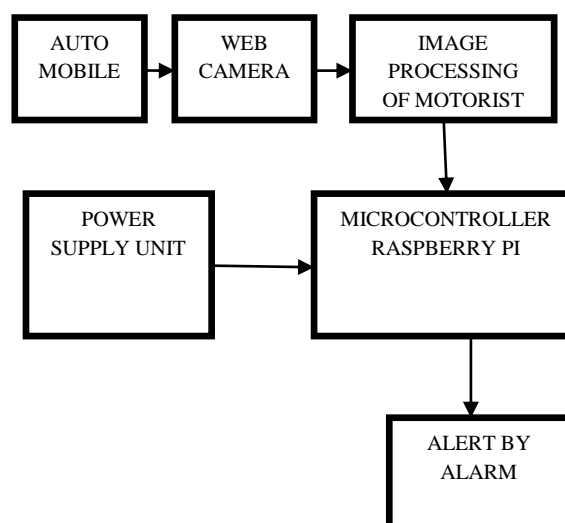 AUTO
MOBILE
WEB
CAMERA
IMAGE
PROCESSING
OF MOTORIST
POWER
SUPPLY UNIT
MICROCONTROLLER
RASPBERRY PI
ALERT BY
ALARM